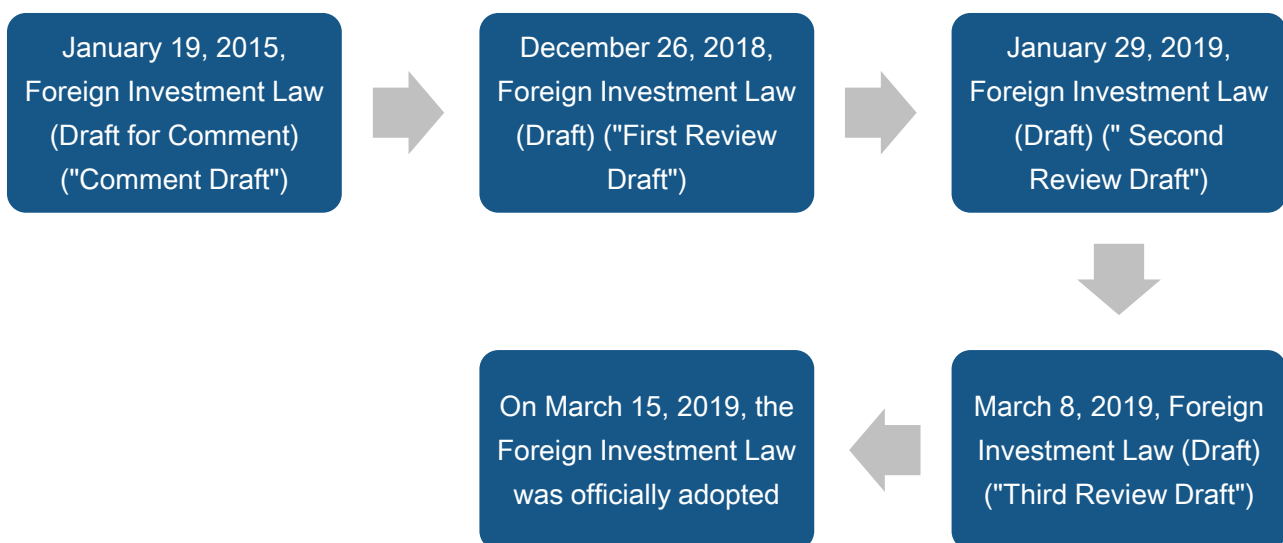 January 19, 2015,
Foreign Investment Law
(Draft for Comment)
("Comment Draft")
December 26, 2018,
Foreign Investment Law
(Draft) ("First Review
Draft")
January 29, 2019,
Foreign Investment Law
(Draft) (" Second
Review Draft")
March 8, 2019, Foreign
Investment Law (Draft)
("Third Review Draft")
On March 15, 2019, the
Foreign Investment Law
was officially adopted